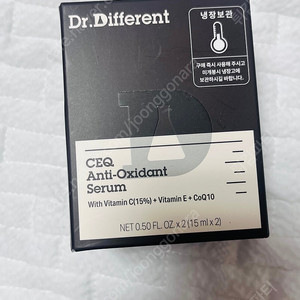 Dr.Different
냉장보관
구매 즉시 사용해 주시고
미개봉시 냉장고에
보관하시길 바랍니다.
CEQ
Anti-Oxidant
Serum
With Vitamin C(15%) + Vitamin E + CoQ10
NET 0.50 FL. OZ x 2 (15 ml x 2)